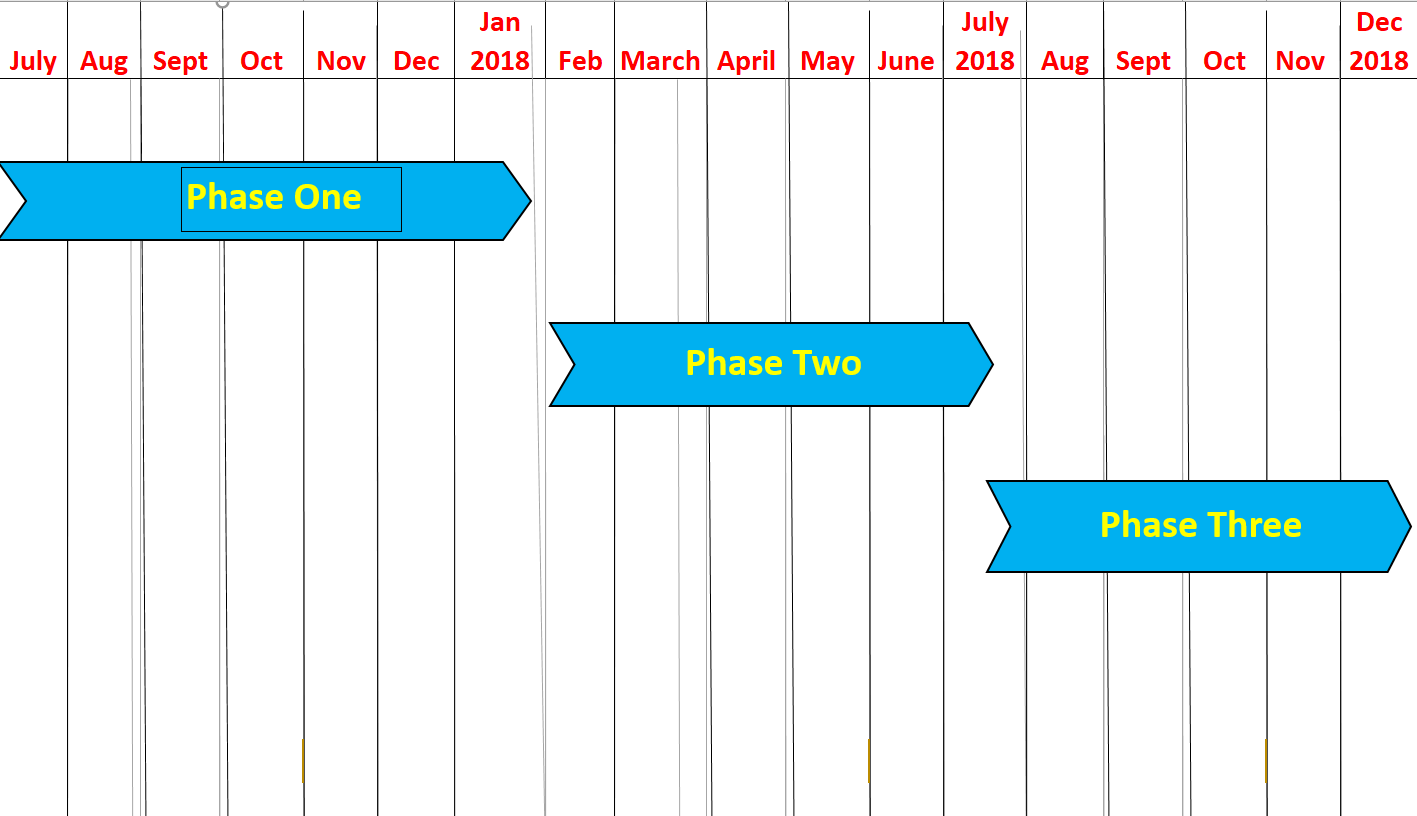 Jan
July
Dec
July Aug Sept Oct Nov Dec 2018 Feb March April May June 2018 Aug Sept Oct Nov 2018
Phase One
Phase Two
Phase Three